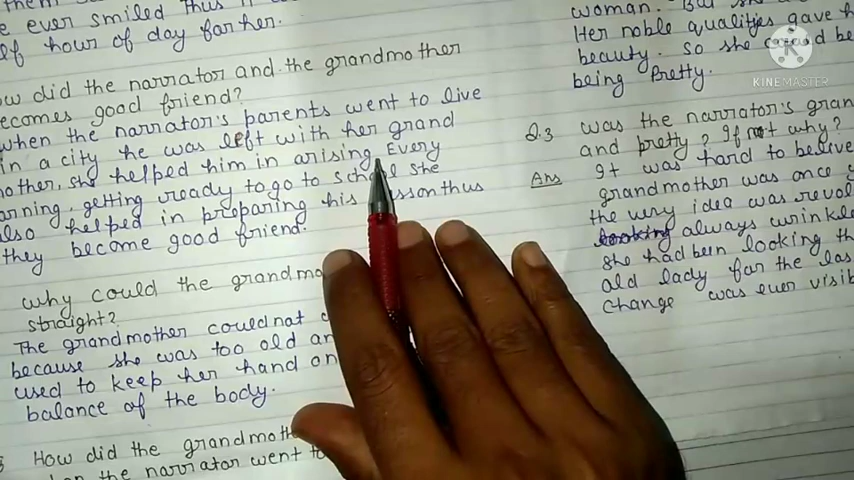 e ever smiled thus
half hour of day for her.
ow did the narrator and the grandmother
ecomes good friend?
when the narrator's parents went to live
in a city he was left with her grand
other, she helped him in arising Every
orning, getting ready to go to school she
also helped in preparing his lesson thus
they become good friend.
why could the grandmo
straight?
The grandmother could not
because she was too old an
used to keep her hand on
balance of the body.
How did the grandmoth
the narrator went to
woman. But she
Her noble qualities gave h
beauty. So she could be
being Pretty.
Q.3 was the narrator's gran
and pretty? If not why?
Ans It was hard to belive
grandmother was once y
the very idea was revol
always wrinkle
she had been looking th
old lady for the las
change was ever visib
KINEMASTER